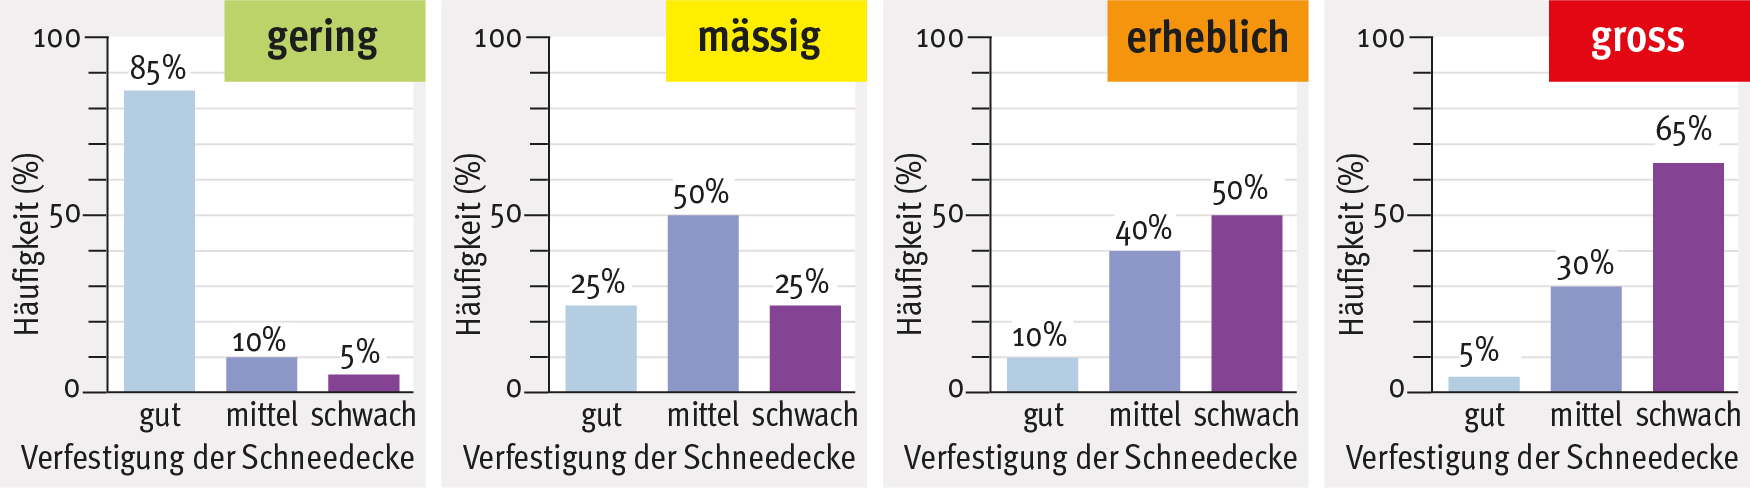 gering
100
85%
50
10%
5%
0
Häufigkeit (%)
gut mittel schwach
Verfestigung der Schneedecke
mässig
100
50%
50
25%
25%
0
Häufigkeit (%)
gut mittel schwach
Verfestigung der Schneedecke
erheblich
100
50%
50
40%
10%
0
Häufigkeit (%)
gut mittel schwach
Verfestigung der Schneedecke
gross
100
65%
50
30%
5%
0
Häufigkeit (%)
gut mittel schwach
Verfestigung der Schneedecke